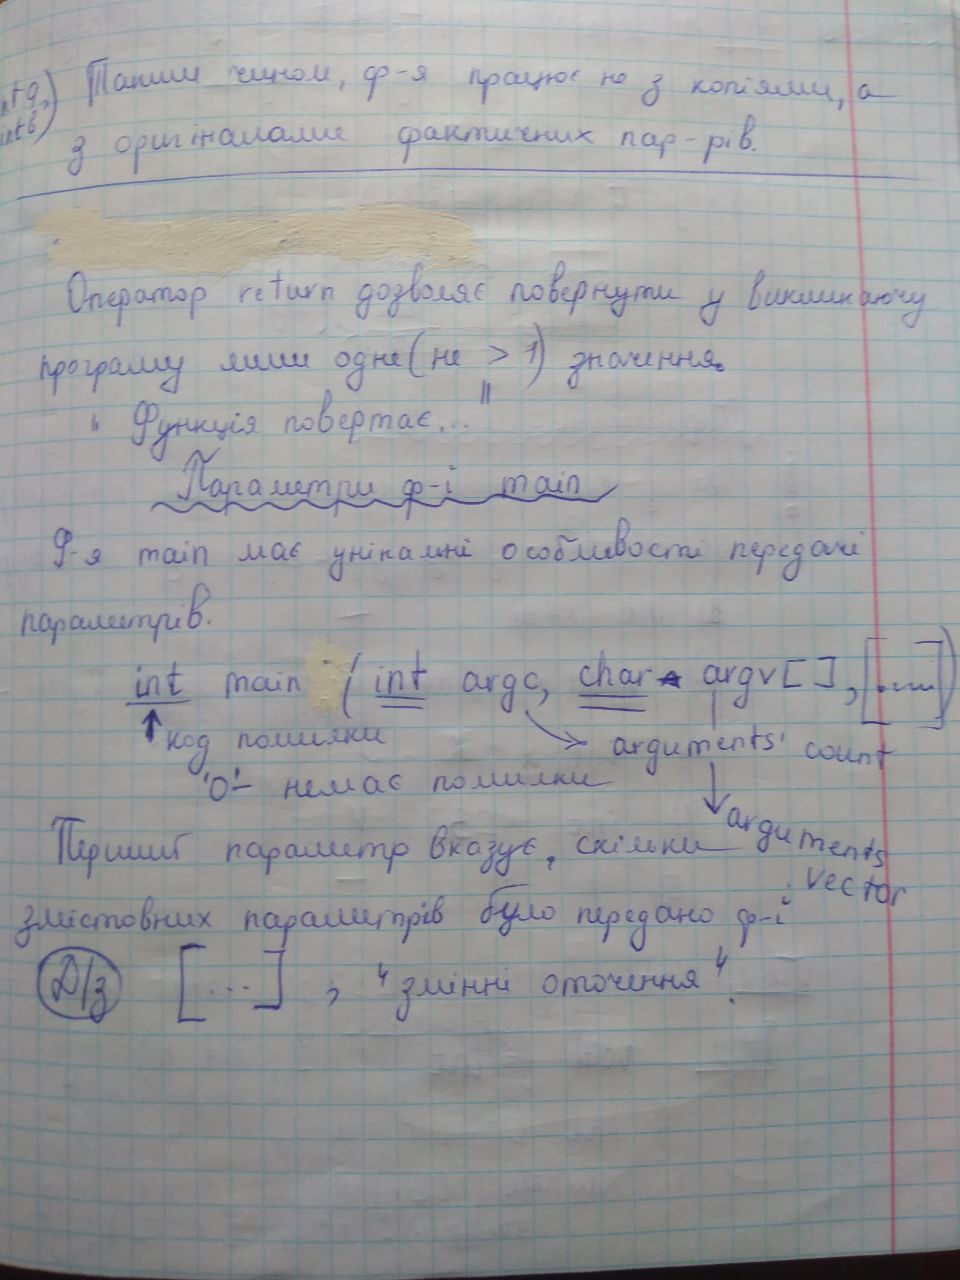 nt a,) Таким чином, ф-я працює не з копіями, а
int b) з оригіналами фактичних пар-рів.
Оператор return дозволяє повернути у викликаючу
програму лише одне (не > 1) значення.
" Функція повертає..."
Параметри ф-і main
Ф-я main має унікальні особливості передачі
параметрів.
int main (int argc, char* argv[], [...])
код помилки → arguments' count
'0' - немає помилки
arguments vector
Перший параметр вказує, скільки
змістовних параметрів було передано ф-і
Д/з [...] , "змінні оточення".